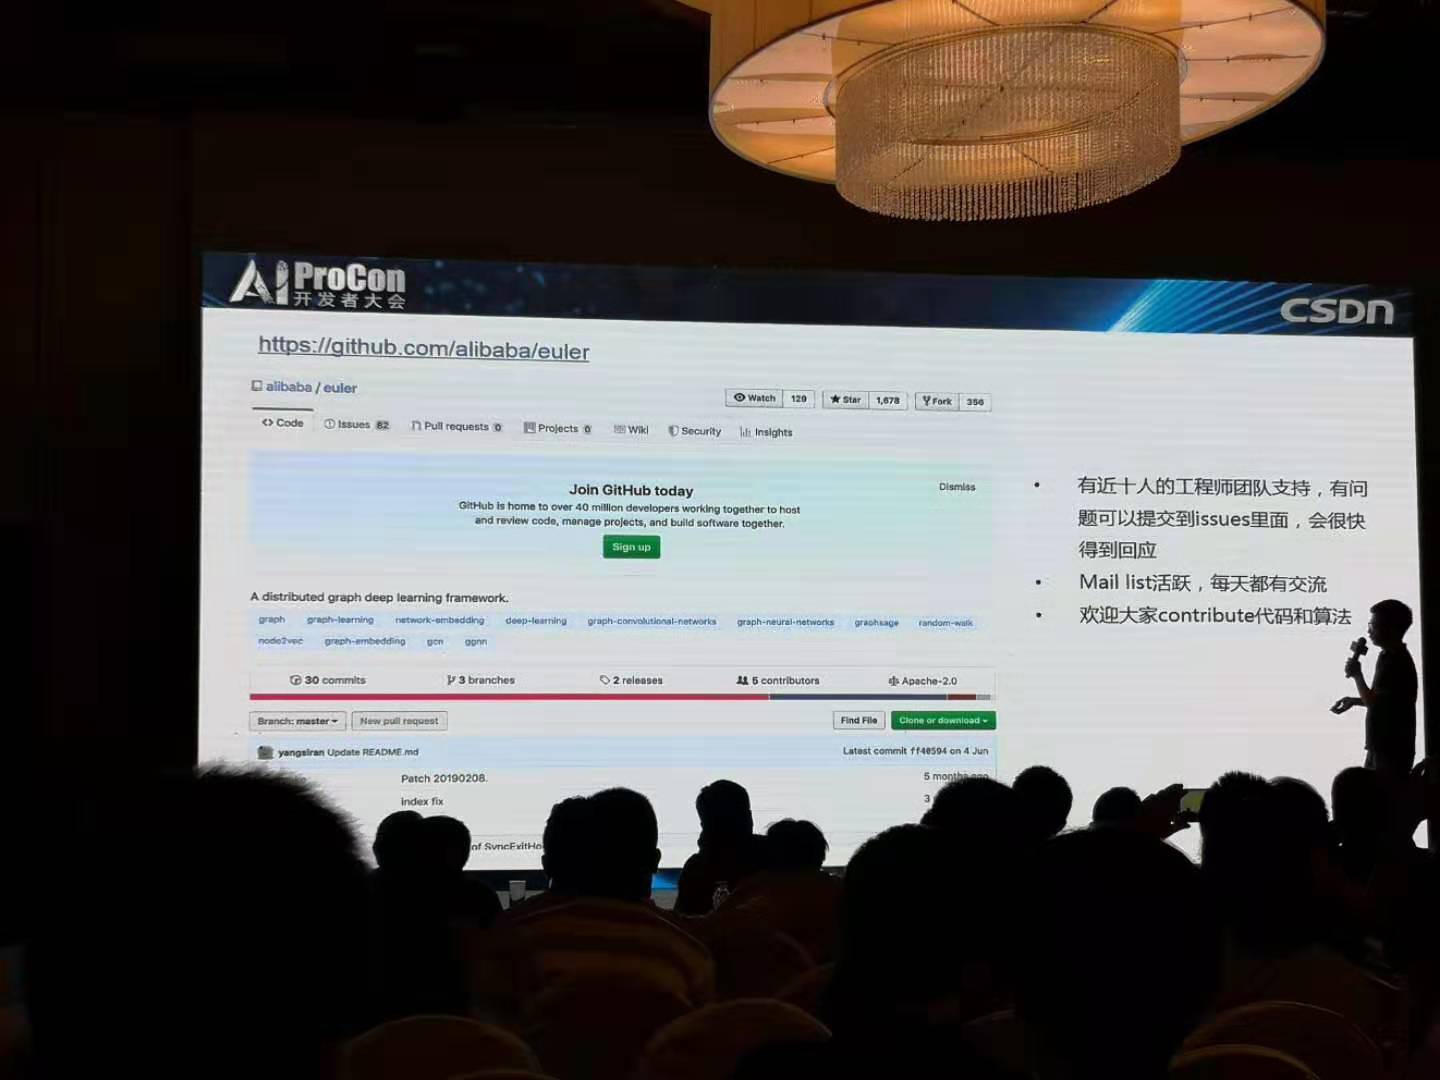 AI ProCon
开发者大会
CSDN
https://github.com/alibaba/euler
alibaba / euler
Watch 129 Star 1,678 Fork 356
Code Issues 82 Pull requests 0 Projects 0 Wiki Security Insights
Join GitHub today
Dismiss
GitHub is home to over 40 million developers working together to host
and review code, manage projects, and build software together.
Sign up
A distributed graph deep learning framework.
graph graph-learning network-embedding deep-learning graph-convolutional-networks graph-neural-networks graphsage random-walk
node2vec graph-embedding gcn ggnn
30 commits 3 branches 2 releases 5 contributors Apache-2.0
Branch: master New pull request Find File Clone or download
yangsiran Update README.md Latest commit ff40594 on 4 Jun
Patch 20190208. 5 months ago
index fix 3
of SyncExitHo
• 有近十人的工程师团队支持，有问
题可以提交到issues里面，会很快
得到回应
• Mail list活跃，每天都有交流
• 欢迎大家contribute代码和算法